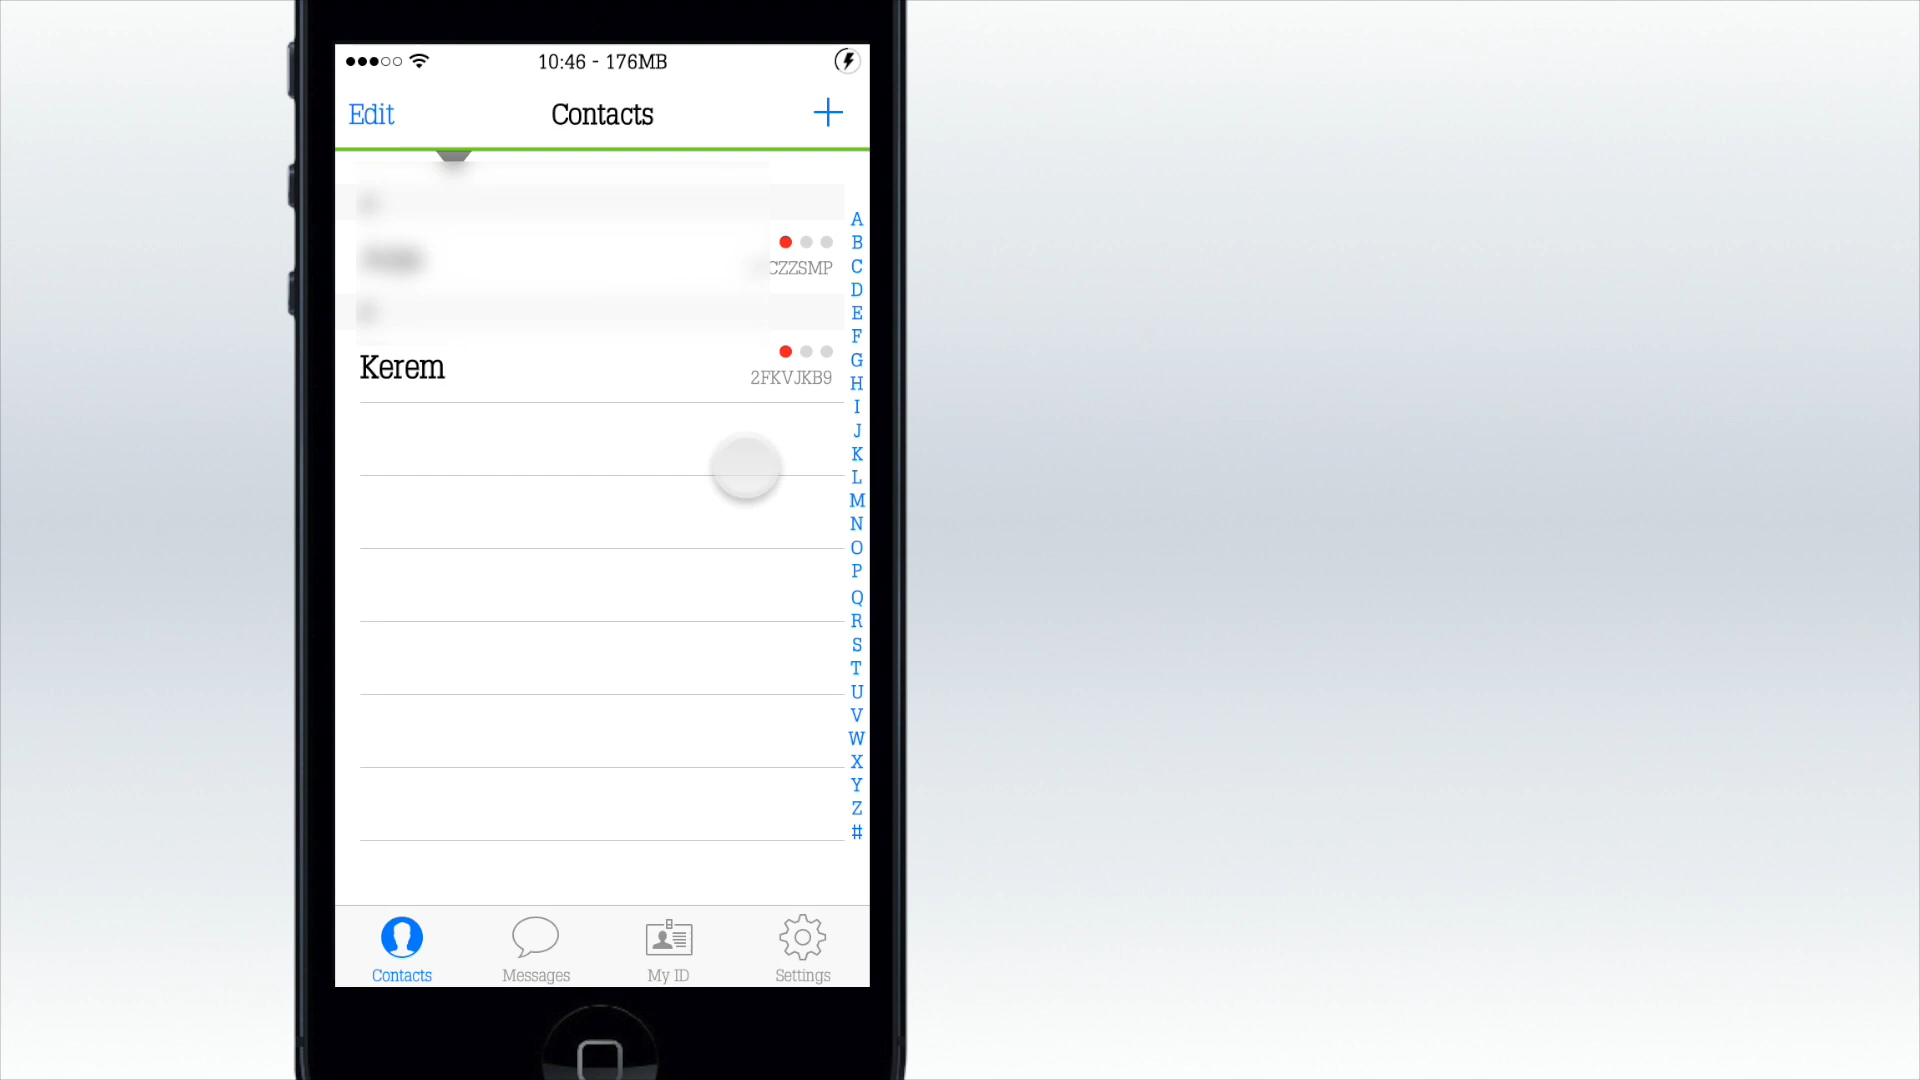 10:46 - 176MB
Edit
Contacts
CZZSMP
Kerem
2FKVJKB9
A
B
C
D
E
F
G
H
I
J
K
L
M
N
O
P
Q
R
S
T
U
V
W
X
Y
Z
#
Contacts
Messages
My ID
Settings